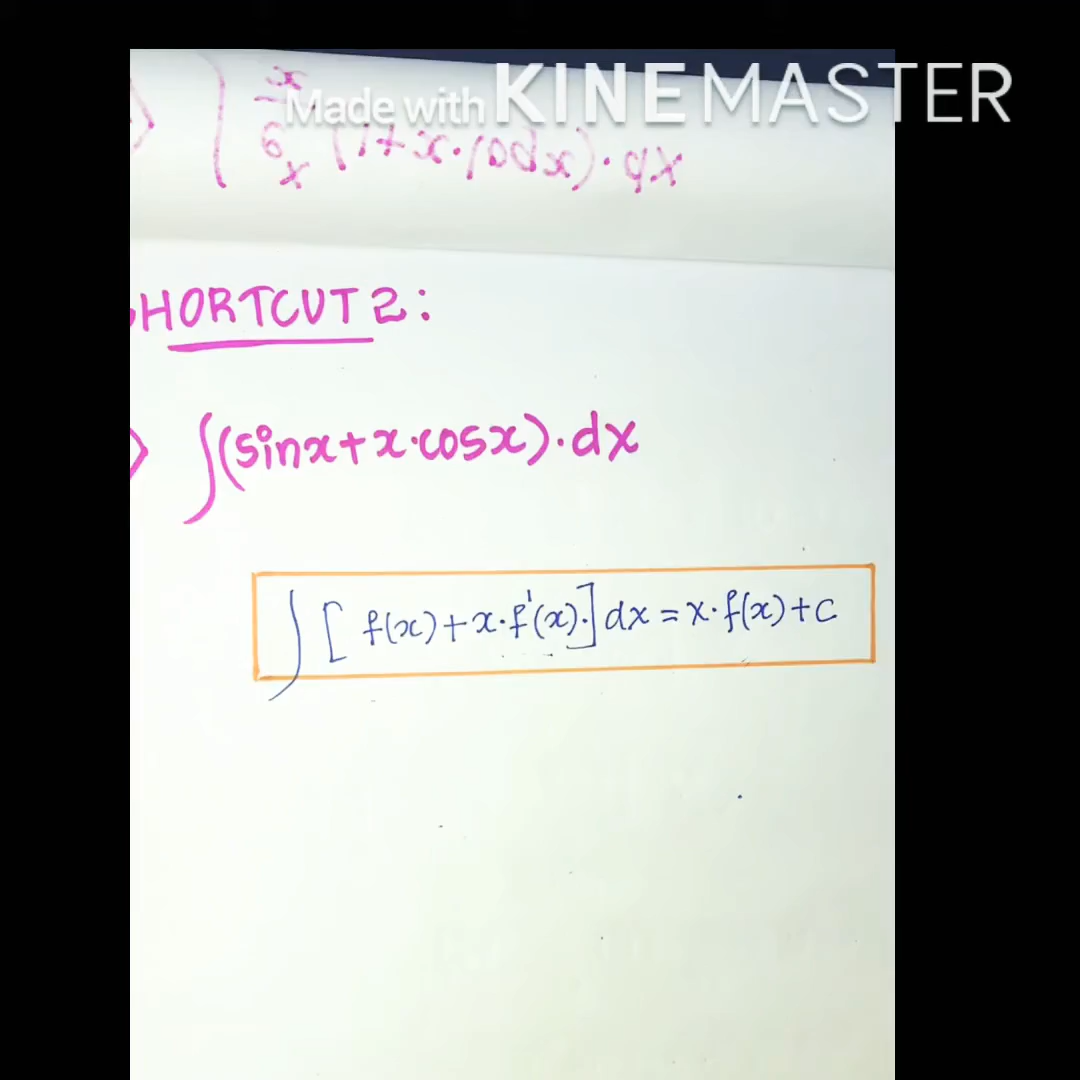 Made with KINEMASTER
HORTCUT 2:
∫(sinx+x·cosx)·dx
∫[f(x)+x·f'(x)·]dx=x·f(x)+c